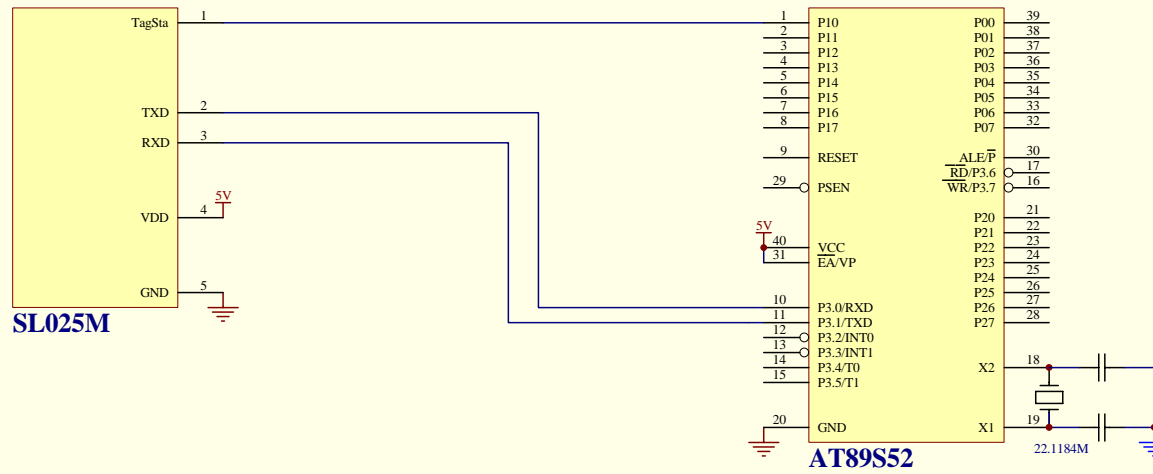 TagSta 1
TXD 2
RXD 3
5V
VDD 4
GND 5
SL025M
1 P10 P00 39
2 P11 P01 38
3 P12 P02 37
4 P13 P03 36
5 P14 P04 35
6 P15 P05 34
7 P16 P06 33
8 P17 P07 32
9 RESET ALE/P 30
RD/P3.6 17
29 PSEN WR/P3.7 16
P20 21
5V P21 22
40 VCC P22 23
31 EA/VP P23 24
P24 25
P25 26
10 P3.0/RXD P26 27
11 P3.1/TXD P27 28
12 P3.2/INT0
13 P3.3/INT1
14 P3.4/T0 X2 18
15 P3.5/T1
20 GND X1 19
22.1184M
AT89S52